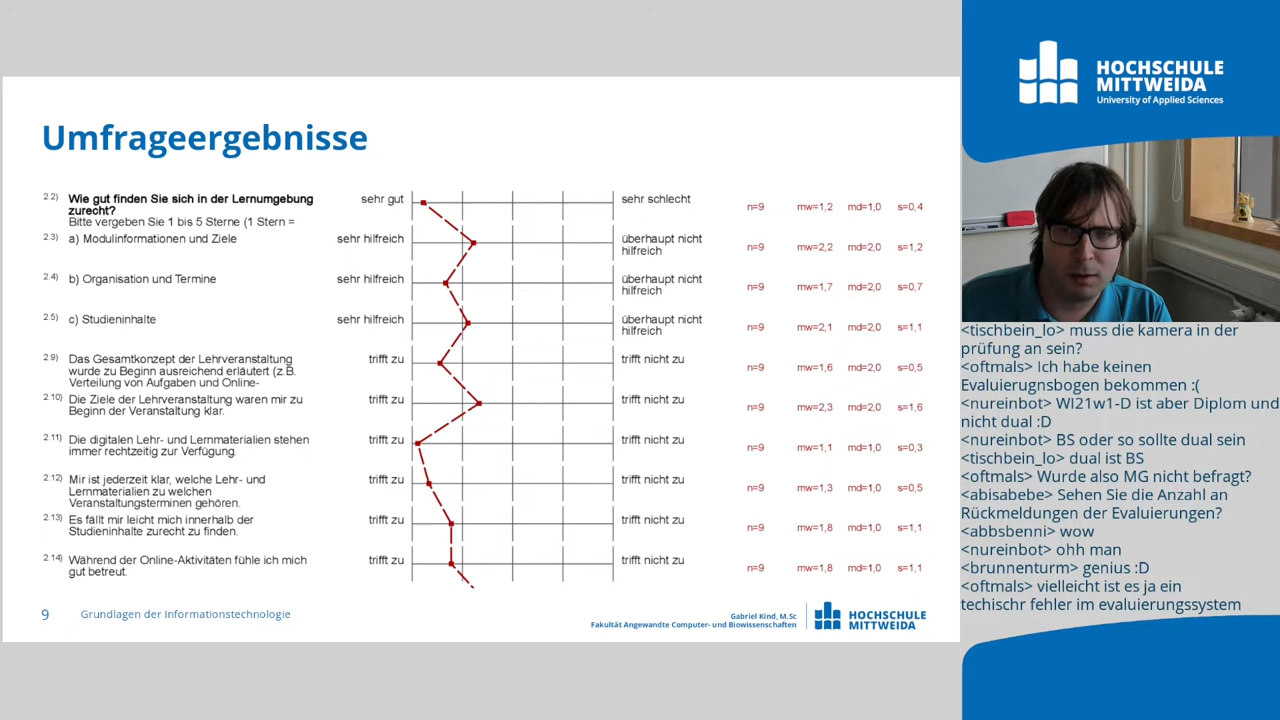 Umfrageergebnisse
2.2) Wie gut finden Sie sich in der Lernumgebung
zurecht?
Bitte vergeben Sie 1 bis 5 Sterne (1 Stern =
sehr gut
sehr schlecht
n=9 mw=1,2 md=1,0 s=0,4
2.3) a) Modulinformationen und Ziele
sehr hilfreich
überhaupt nicht
hilfreich
n=9 mw=2,2 md=2,0 s=1,2
2.4) b) Organisation und Termine
sehr hilfreich
überhaupt nicht
hilfreich
n=9 mw=1,7 md=2,0 s=0,7
2.5) c) Studieninhalte
sehr hilfreich
überhaupt nicht
hilfreich
n=9 mw=2,1 md=2,0 s=1,1
2.9) Das Gesamtkonzept der Lehrveranstaltung
wurde zu Beginn ausreichend erläutert (z.B.
Verteilung von Aufgaben und Online-
trifft zu
trifft nicht zu
n=9 mw=1,6 md=2,0 s=0,5
2.10) Die Ziele der Lehrveranstaltung waren mir zu
Beginn der Veranstaltung klar.
trifft zu
trifft nicht zu
n=9 mw=2,3 md=2,0 s=1,6
2.11) Die digitalen Lehr- und Lernmaterialien stehen
immer rechtzeitig zur Verfügung.
trifft zu
trifft nicht zu
n=9 mw=1,1 md=1,0 s=0,3
2.12) Mir ist jederzeit klar, welche Lehr- und
Lernmaterialien zu welchen
Veranstaltungsterminen gehören.
trifft zu
trifft nicht zu
n=9 mw=1,3 md=1,0 s=0,5
2.13) Es fällt mir leicht mich innerhalb der
Studieninhalte zurecht zu finden.
trifft zu
trifft nicht zu
n=9 mw=1,8 md=1,0 s=1,1
2.14) Während der Online-Aktivitäten fühle ich mich
gut betreut.
trifft zu
trifft nicht zu
n=9 mw=1,8 md=1,0 s=1,1
9 Grundlagen der Informationstechnologie
Gabriel Kind, M.Sc
Fakultät Angewandte Computer- und Biowissenschaften
HOCHSCHULE
MITTWEIDA
HOCHSCHULE
MITTWEIDA
University of Applied Sciences
<tischbein_lo> muss die kamera in der
prüfung an sein?
<oftmals> Ich habe keinen
Evaluierugnsbogen bekommen :(
<nureinbot> WI21w1-D ist aber Diplom und
nicht dual :D
<nureinbot> BS oder so sollte dual sein
<tischbein_lo> dual ist BS
<oftmals> Wurde also MG nicht befragt?
<abisabebe> Sehen Sie die Anzahl an
Rückmeldungen der Evaluierungen?
<abbsbenni> wow
<nureinbot> ohh man
<brunnenturm> genius :D
<oftmals> vielleicht ist es ja ein
techischr fehler im evaluierungssystem